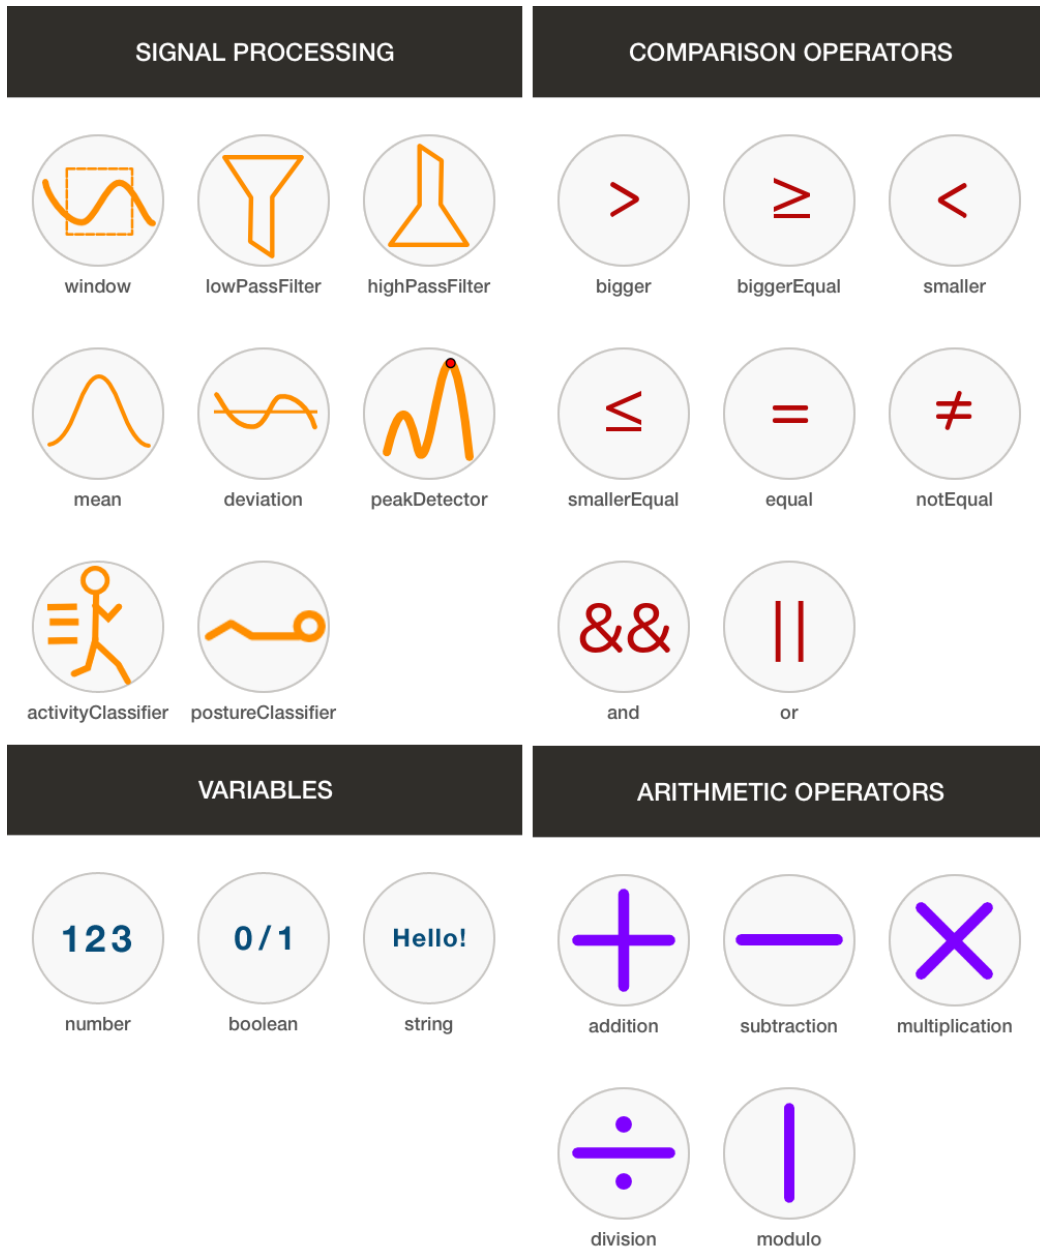 SIGNAL PROCESSING
window
lowPassFilter
highPassFilter
mean
deviation
peakDetector
activityClassifier
postureClassifier
COMPARISON OPERATORS
>
≥
<
bigger
biggerEqual
smaller
≤
=
≠
smallerEqual
equal
notEqual
&&
||
and
or
VARIABLES
123
0/1
Hello!
number
boolean
string
ARITHMETIC OPERATORS
+
−
×
addition
subtraction
multiplication
÷
|
division
modulo